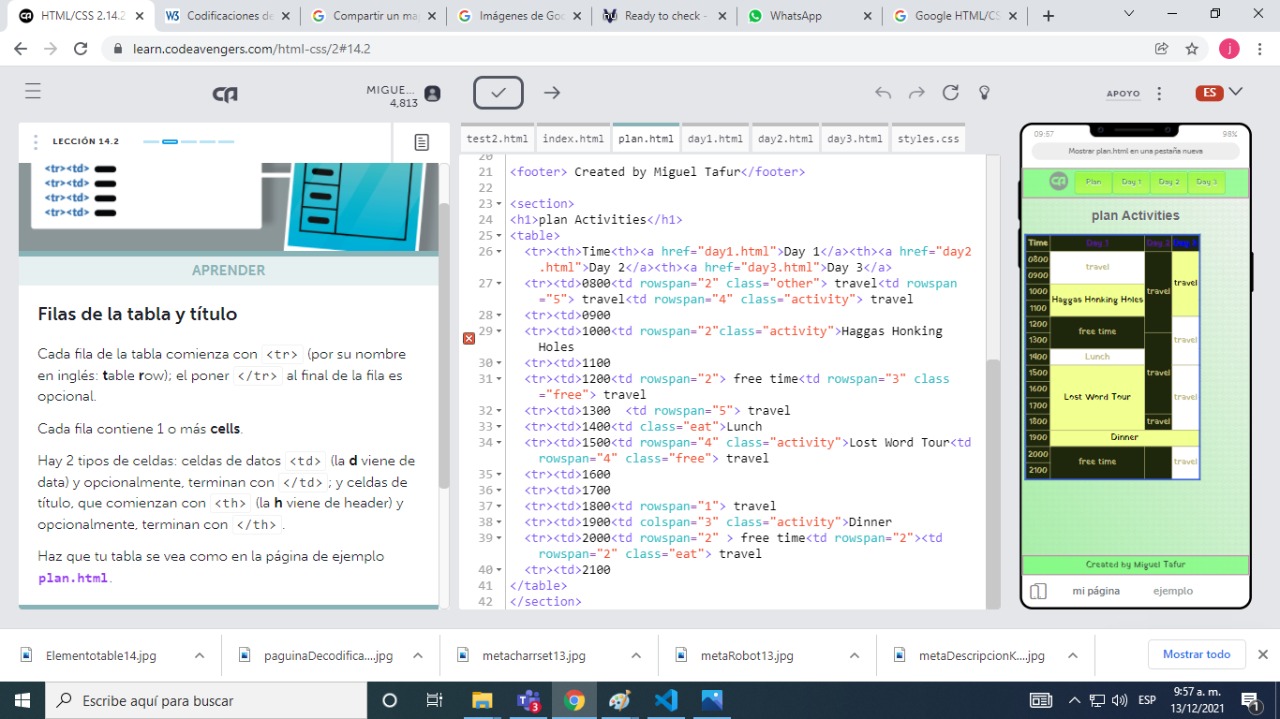 HTML/CSS 2.14.2
Codificaciones de
Compartir un ma
Imágenes de Goo
Ready to check -
WhatsApp
Google HTML/CS
learn.codeavengers.com/html-css/2#14.2
j
MIGUE...
4,813
APOYO
ES
LECCIÓN 14.2
<tr><td>
<tr><td>
<tr><td>
<tr><td>
APRENDER
Filas de la tabla y título
Cada fila de la tabla comienza con <tr> (por su nombre
en inglés: table row); el poner </tr> al final de la fila es
opcional.
Cada fila contiene 1 o más cells.
Hay 2 tipos de celdas: celdas de datos <td> (la d viene de
data) y opcionalmente, terminan con </td> , y celdas de
título, que comienzan con <th> (la h viene de header) y
opcionalmente, terminan con </th> .
Haz que tu tabla se vea como en la página de ejemplo
plan.html.
test2.html
index.html
plan.html
day1.html
day2.html
day3.html
styles.css
20
21 <footer> Created by Miguel Tafur</footer>
22
23 <section>
24 <h1>plan Activities</h1>
25 <table>
26 <tr><th>Time<th><a href="day1.html">Day 1</a><th><a href="day2
.html">Day 2</a><th><a href="day3.html">Day 3</a>
27 <tr><td>0800<td rowspan="2" class="other"> travel<td rowspan
="5"> travel<td rowspan="4" class="activity"> travel
28 <tr><td>0900
29 <tr><td>1000<td rowspan="2"class="activity">Haggas Honking
Holes
30 <tr><td>1100
31 <tr><td>1200<td rowspan="2"> free time<td rowspan="3" class
="free"> travel
32 <tr><td>1300  <td rowspan="5"> travel
33 <tr><td>1400<td class="eat">Lunch
34 <tr><td>1500<td rowspan="4" class="activity">Lost Word Tour<td
rowspan="4" class="free"> travel
35 <tr><td>1600
36 <tr><td>1700
37 <tr><td>1800<td rowspan="1"> travel
38 <tr><td>1900<td colspan="3" class="activity">Dinner
39 <tr><td>2000<td rowspan="2" > free time<td rowspan="2"><td
rowspan="2" class="eat"> travel
40 <tr><td>2100
41 </table>
42 </section>
09:57
98%
Mostrar plan.html en una pestaña nueva
Plan
Day 1
Day 2
Day 3
plan Activities
Time Day 1 Day 2 Day 3
0800 travel travel travel
0900
1000 Haggas Honking Holes
1100
1200 free time travel
1300 travel
1400 Lunch
1500 Lost Word Tour travel
1600
1700
1800 travel
1900 Dinner
2000 free time travel
2100
Created by Miguel Tafur
mi página
ejemplo
Elementotable14.jpg
paguinaDecodifica....jpg
metacharrset13.jpg
metaRobot13.jpg
metaDescripcionK....jpg
Mostrar todo
Escribe aquí para buscar
3
ESP
9:57 a. m.
13/12/2021
1